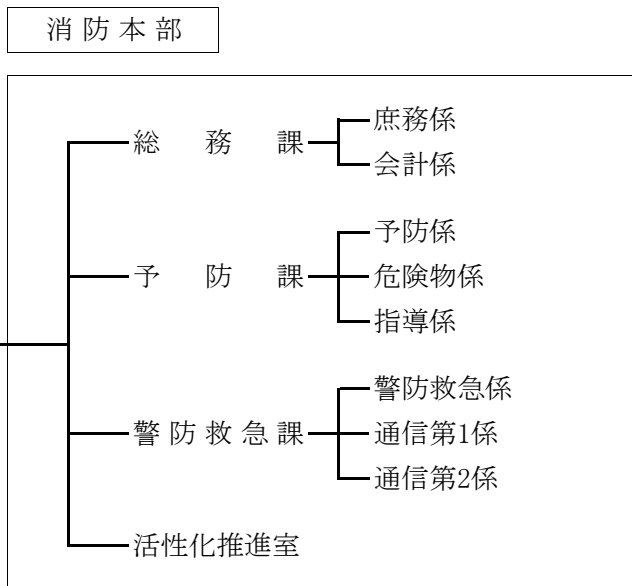 消防本部
総務課
庶務係
会計係
予防課
予防係
危険物係
指導係
警防救急課
警防救急係
通信第1係
通信第2係
活性化推進室